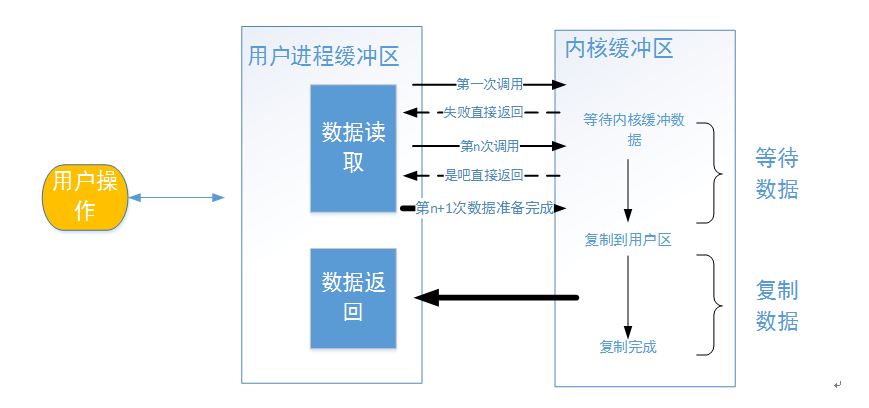 用户进程缓冲区
内核缓冲区
第一次调用
失败直接返回
等待内核缓冲数
据
数据读
取
第n次调用
等待
数据
是吧直接返回
用户操
作
第n+1次数据准备完成
复制到用户区
数据返
回
复制
数据
复制完成